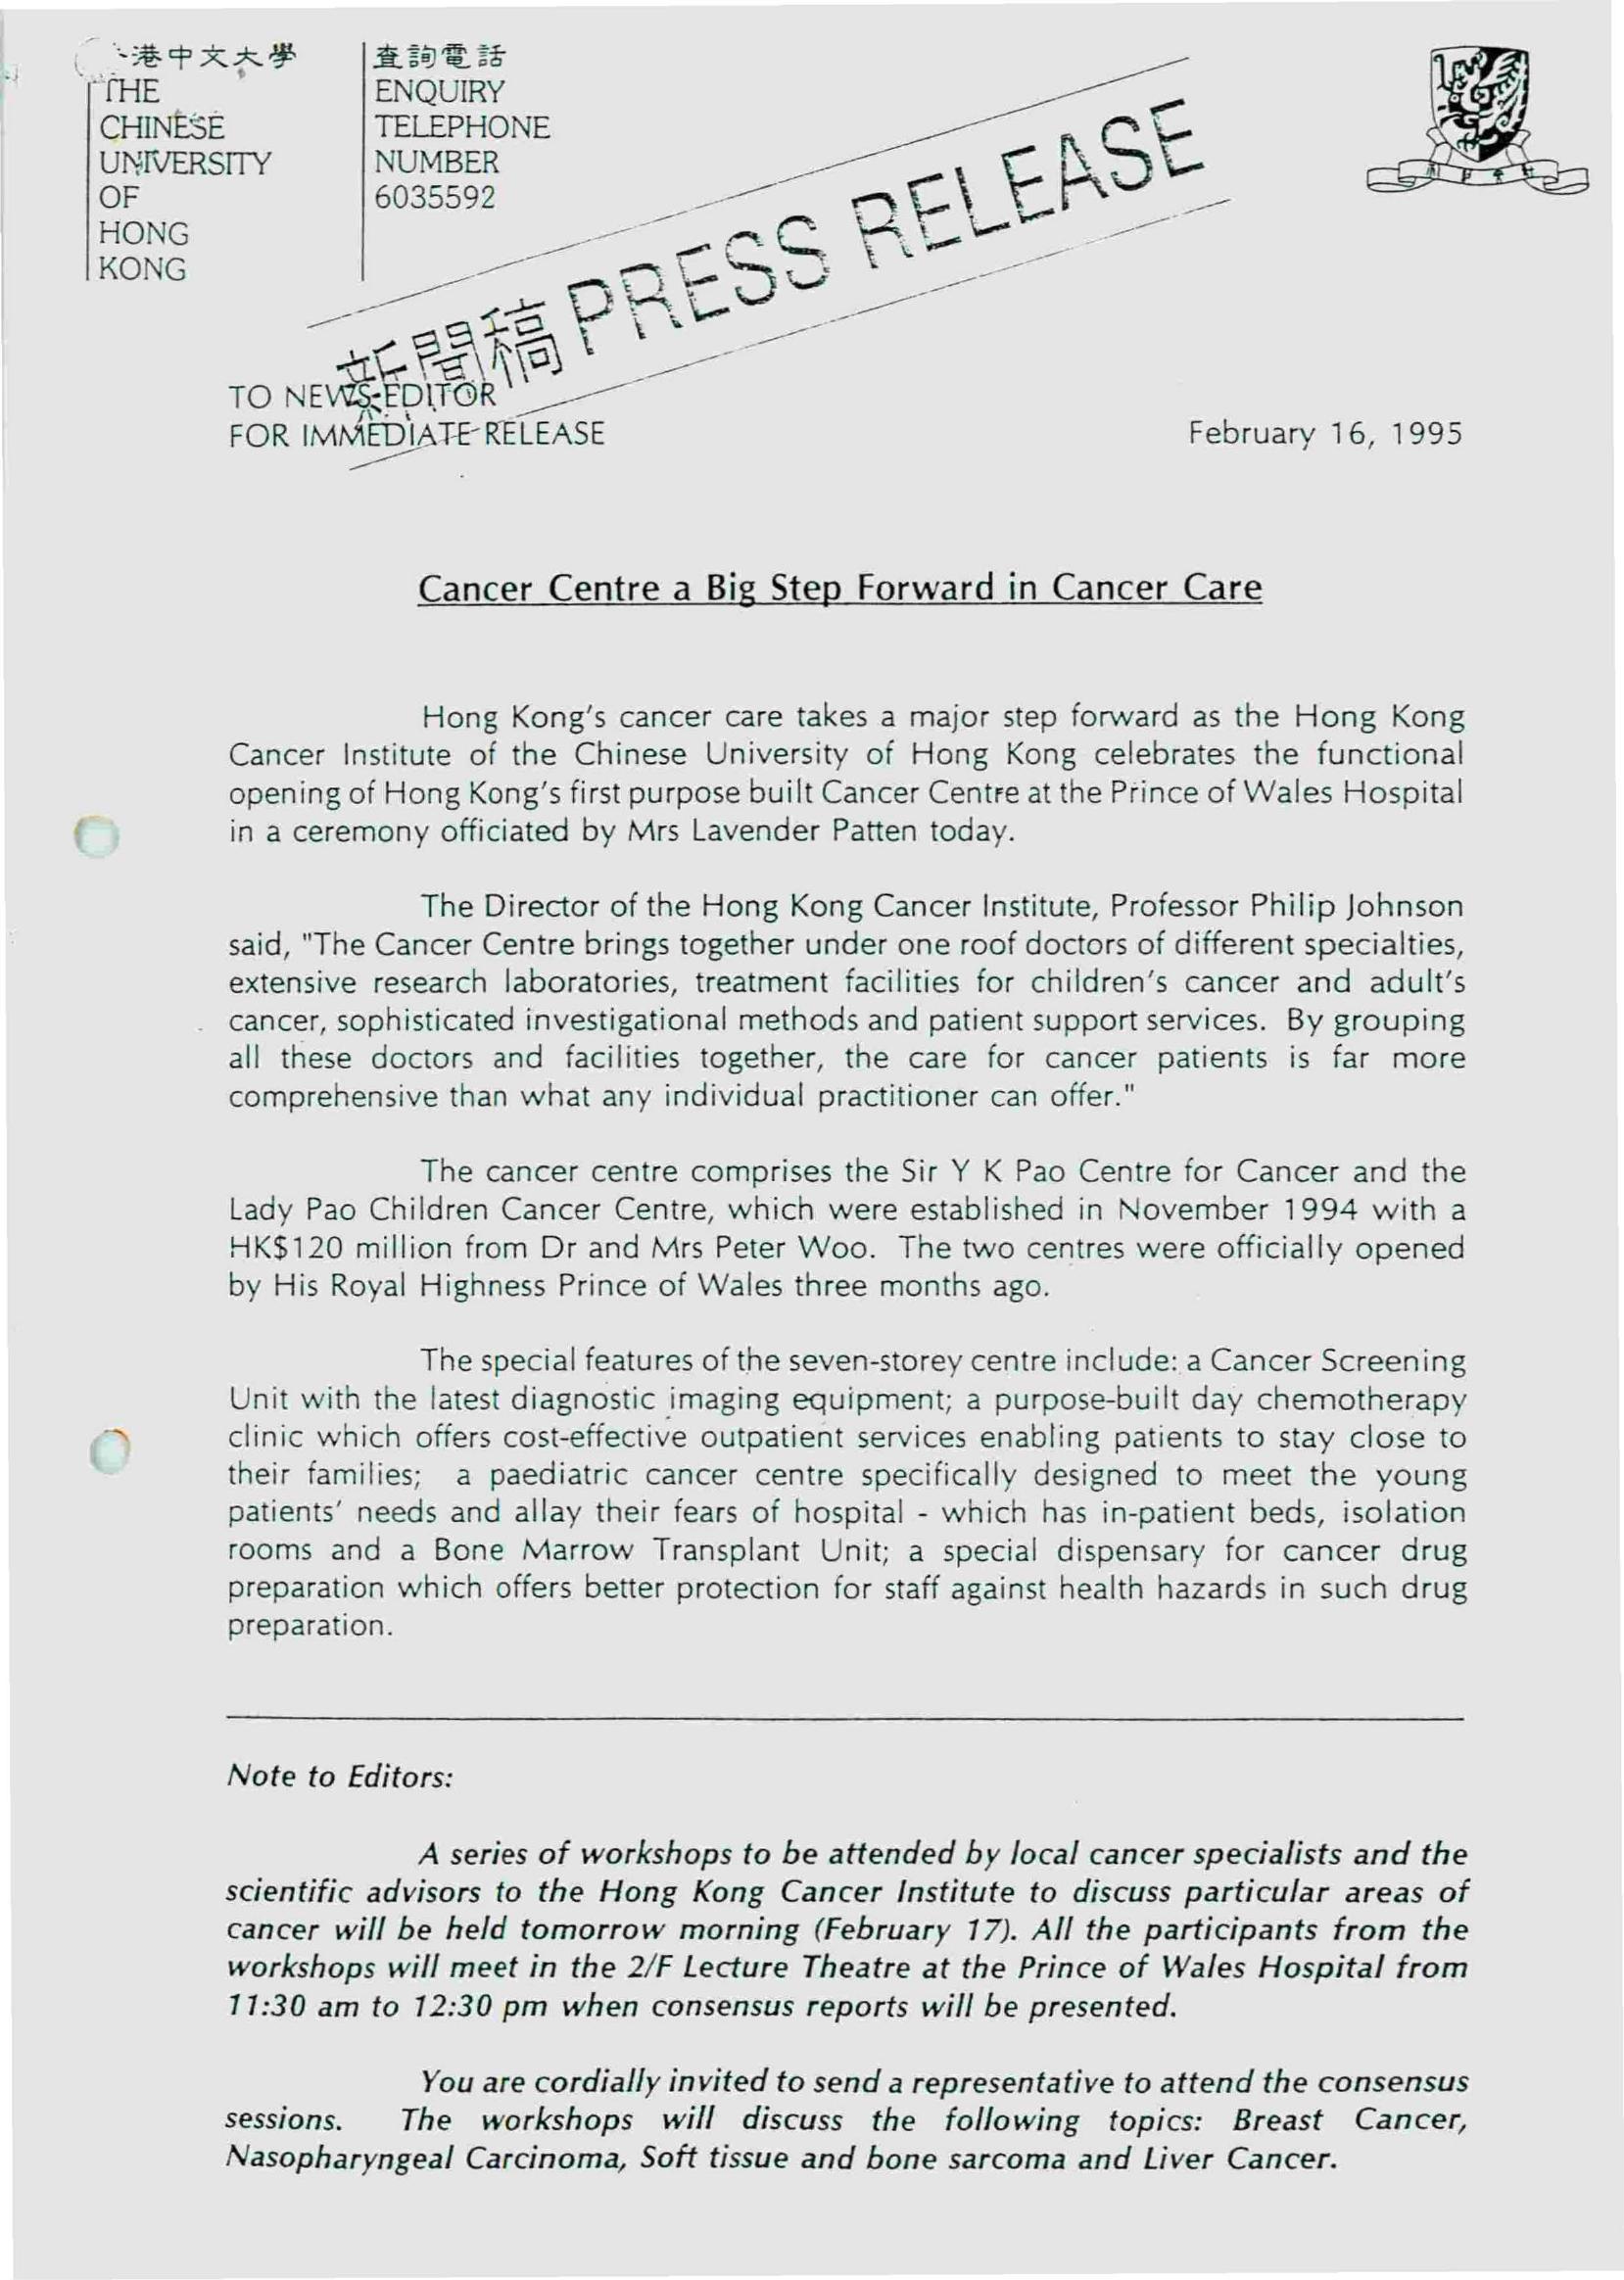 港中文大學
THE
CHINESE
UNIVERSITY
OF
HONG
KONG
查詢電話
ENQUIRY
TELEPHONE
NUMBER
6035592
新聞稿 PRESS RELEASE
TO NEWS EDITOR
FOR IMMEDIATE RELEASE
February 16, 1995
Cancer Centre a Big Step Forward in Cancer Care
Hong Kong's cancer care takes a major step forward as the Hong Kong
Cancer Institute of the Chinese University of Hong Kong celebrates the functional
opening of Hong Kong's first purpose built Cancer Centre at the Prince of Wales Hospital
in a ceremony officiated by Mrs Lavender Patten today.
The Director of the Hong Kong Cancer Institute, Professor Philip Johnson
said, "The Cancer Centre brings together under one roof doctors of different specialties,
extensive research laboratories, treatment facilities for children's cancer and adult's
cancer, sophisticated investigational methods and patient support services. By grouping
all these doctors and facilities together, the care for cancer patients is far more
comprehensive than what any individual practitioner can offer."
The cancer centre comprises the Sir Y K Pao Centre for Cancer and the
Lady Pao Children Cancer Centre, which were established in November 1994 with a
HK$120 million from Dr and Mrs Peter Woo. The two centres were officially opened
by His Royal Highness Prince of Wales three months ago.
The special features of the seven-storey centre include: a Cancer Screening
Unit with the latest diagnostic imaging equipment; a purpose-built day chemotherapy
clinic which offers cost-effective outpatient services enabling patients to stay close to
their families; a paediatric cancer centre specifically designed to meet the young
patients' needs and allay their fears of hospital - which has in-patient beds, isolation
rooms and a Bone Marrow Transplant Unit; a special dispensary for cancer drug
preparation which offers better protection for staff against health hazards in such drug
preparation.
Note to Editors:
A series of workshops to be attended by local cancer specialists and the
scientific advisors to the Hong Kong Cancer Institute to discuss particular areas of
cancer will be held tomorrow morning (February 17). All the participants from the
workshops will meet in the 2/F Lecture Theatre at the Prince of Wales Hospital from
11:30 am to 12:30 pm when consensus reports will be presented.
You are cordially invited to send a representative to attend the consensus
sessions. The workshops will discuss the following topics: Breast Cancer,
Nasopharyngeal Carcinoma, Soft tissue and bone sarcoma and Liver Cancer.